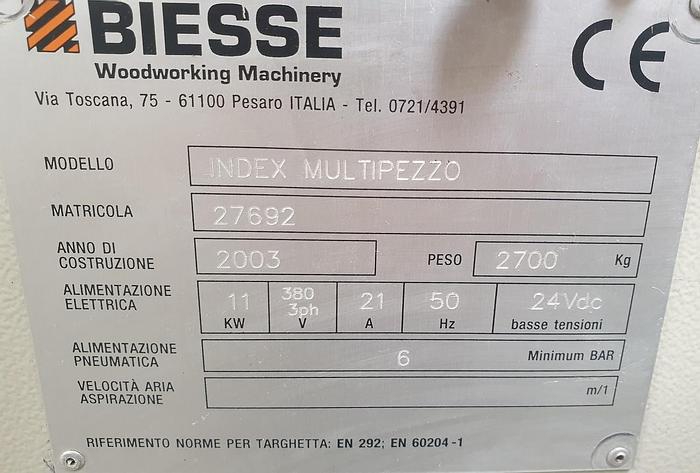 BIESSE
Woodworking Machinery
CE
Via Toscana, 75 - 61100 Pesaro ITALIA - Tel. 0721/4391
MODELLO INDEX MULTIPEZZO
MATRICOLA 27692
ANNO DI
COSTRUZIONE 2003 PESO 2700 Kg
ALIMENTAZIONE
ELETTRICA 11 380 21 50 24Vdc
3ph
KW V A Hz basse tensioni
ALIMENTAZIONE
PNEUMATICA 6 Minimum BAR
VELOCITÀ ARIA
ASPIRAZIONE m/1
RIFERIMENTO NORME PER TARGHETTA: EN 292; EN 60204-1